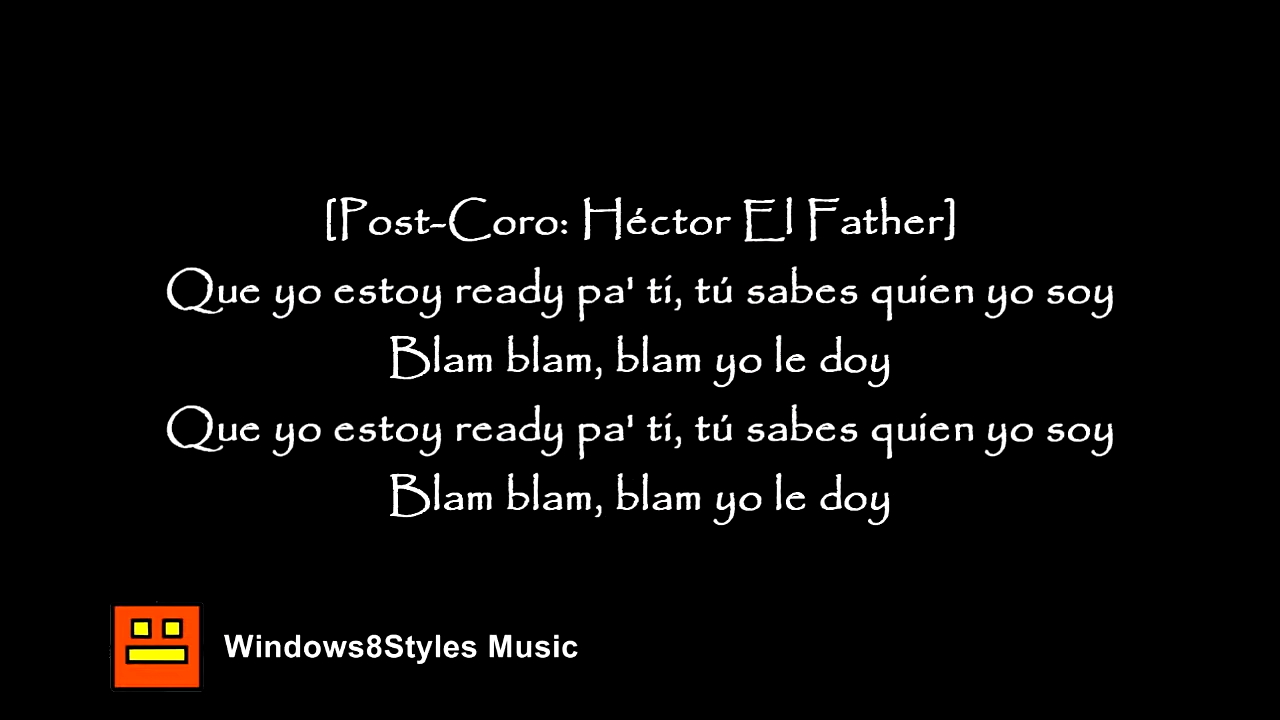 [Post-Coro: Héctor El Father]
Que yo estoy ready pa' ti, tú sabes quien yo soy
Blam blam, blam yo le doy
Que yo estoy ready pa' ti, tú sabes quien yo soy
Blam blam, blam yo le doy
Windows8Styles Music